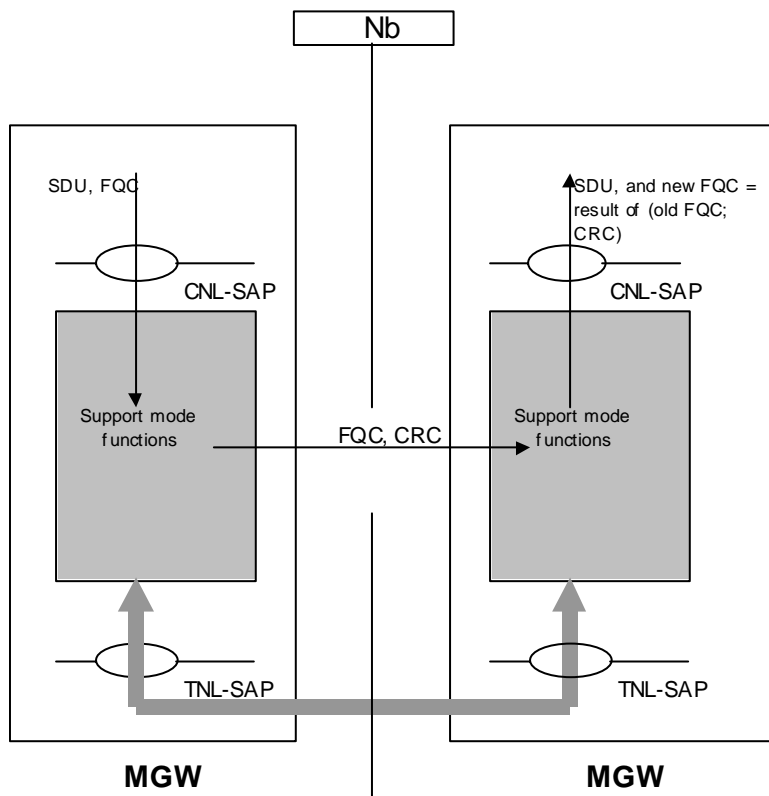 Nb
SDU, FQC
SDU, and new FQC =
result of (old FQC;
CRC)
CNL-SAP
CNL-SAP
Support mode
functions
FQC, CRC
Support mode
functions
TNL-SAP
TNL-SAP
MGW
MGW